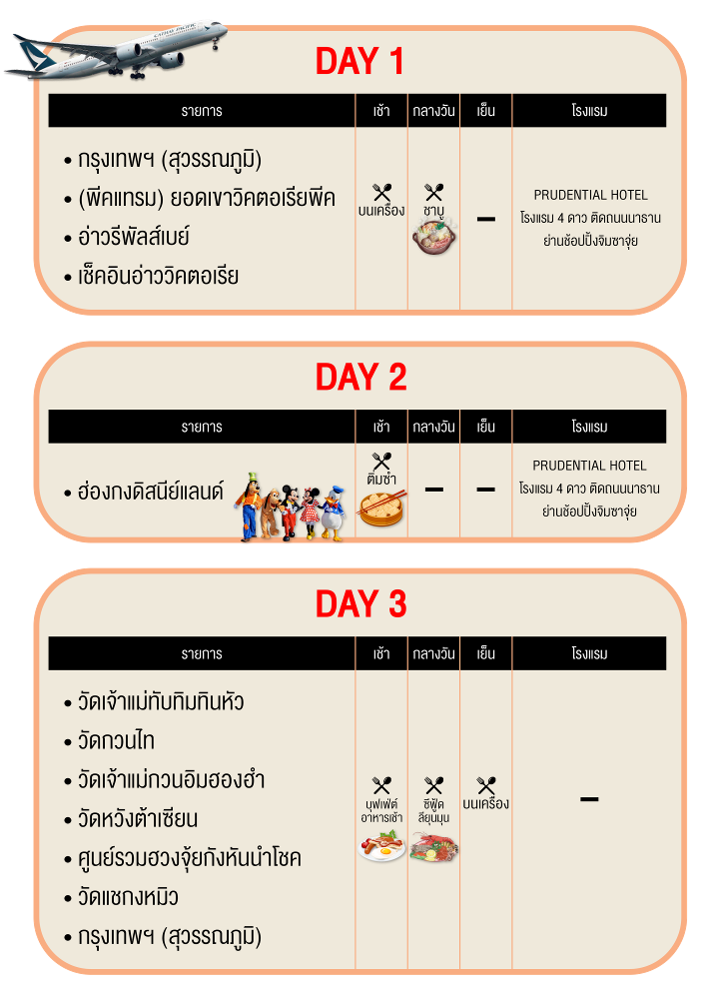 CATHAY PACIFIC
DAY 1
รายการ เช้า กลางวัน เย็น โรงแรม
• กรุงเทพฯ (สุวรรณภูมิ)
• (พีคแทรม) ยอดเขาวิคตอเรียพีค
• อ่าวรีพัลส์เบย์
• เช็คอินอ่าววิคตอเรีย
บนเครื่อง
ชาบู
–
PRUDENTIAL HOTEL
โรงแรม 4 ดาว ติดถนนนาธาน
ย่านช้อปปิ้งจิมซาจุ่ย
DAY 2
รายการ เช้า กลางวัน เย็น โรงแรม
• ฮ่องกงดิสนีย์แลนด์
ติ่มซำ
–
–
PRUDENTIAL HOTEL
โรงแรม 4 ดาว ติดถนนนาธาน
ย่านช้อปปิ้งจิมซาจุ่ย
DAY 3
รายการ เช้า กลางวัน เย็น โรงแรม
• วัดเจ้าแม่ทับทิมทินหัว
• วัดกวนไท
• วัดเจ้าแม่กวนอิมฮองฮำ
• วัดหวังต้าเซียน
• ศูนย์รวมฮวงจุ้ยกังหันนำโชค
• วัดแชกงหมิว
• กรุงเทพฯ (สุวรรณภูมิ)
บุฟเฟ่ต์
อาหารเช้า
ซีฟู้ด
ลียุนมุน
บนเครื่อง
–